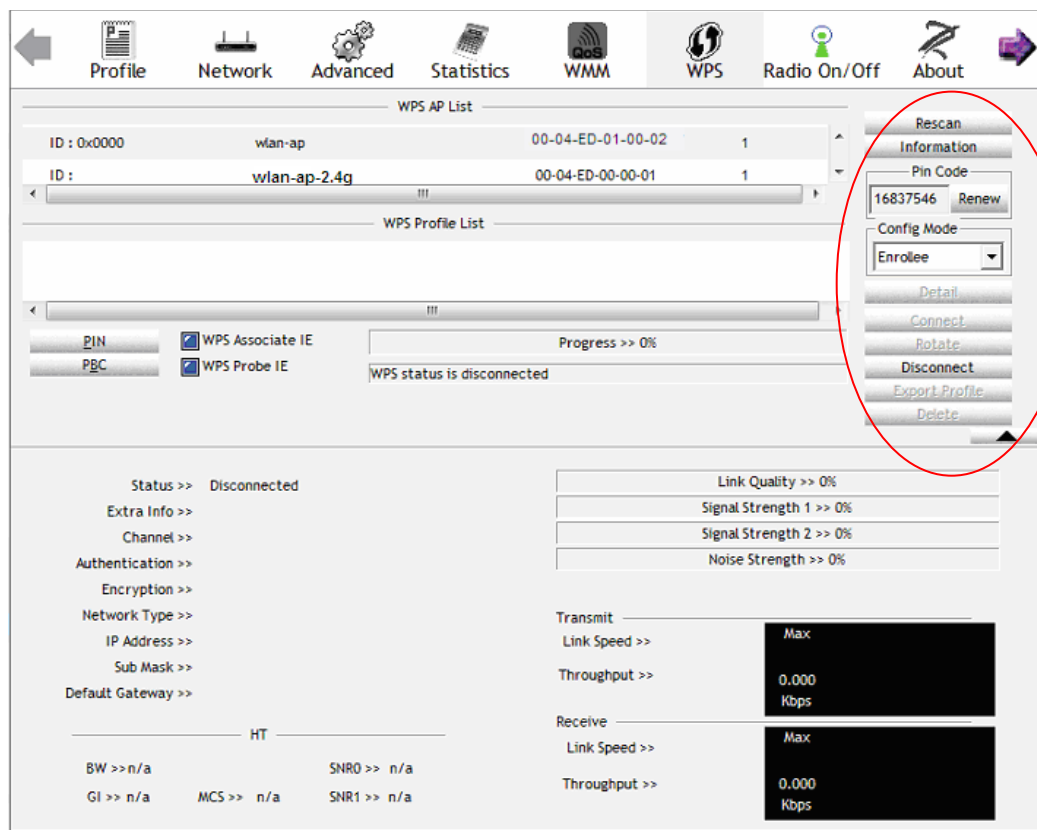 Profile Network Advanced Statistics QoS WMM WPS Radio On/Off About
WPS AP List
ID : 0x0000 wlan-ap 00-04-ED-01-00-02 1
ID : wlan-ap-2.4g 00-04-ED-00-00-01 1
WPS Profile List
PIN WPS Associate IE Progress >> 0%
PBC WPS Probe IE WPS status is disconnected
Rescan
Information
Pin Code
16837546 Renew
Config Mode
Enrollee
Detail
Connect
Rotate
Disconnect
Export Profile
Delete
Status >> Disconnected
Extra Info >>
Channel >>
Authentication >>
Encryption >>
Network Type >>
IP Address >>
Sub Mask >>
Default Gateway >>
HT
BW >>n/a SNR0 >> n/a
GI >> n/a MCS >> n/a SNR1 >> n/a
Link Quality >> 0%
Signal Strength 1 >> 0%
Signal Strength 2 >> 0%
Noise Strength >> 0%
Transmit
Link Speed >> Max
Throughput >> 0.000
Kbps
Receive
Link Speed >> Max
Throughput >> 0.000
Kbps